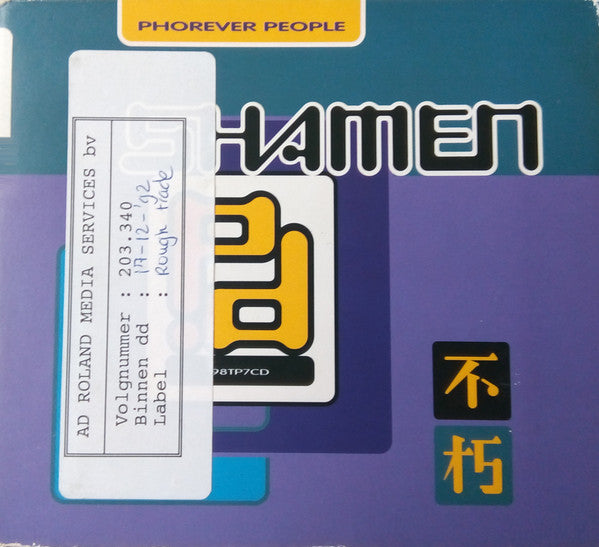 PHOREVER PEOPLE
SHAMEN
AD ROLAND MEDIA SERVICES bv
Volgnummer : 203.340
Binnen dd : 17-12-'92
Label : Rough trade
98TP7CD
不
朽